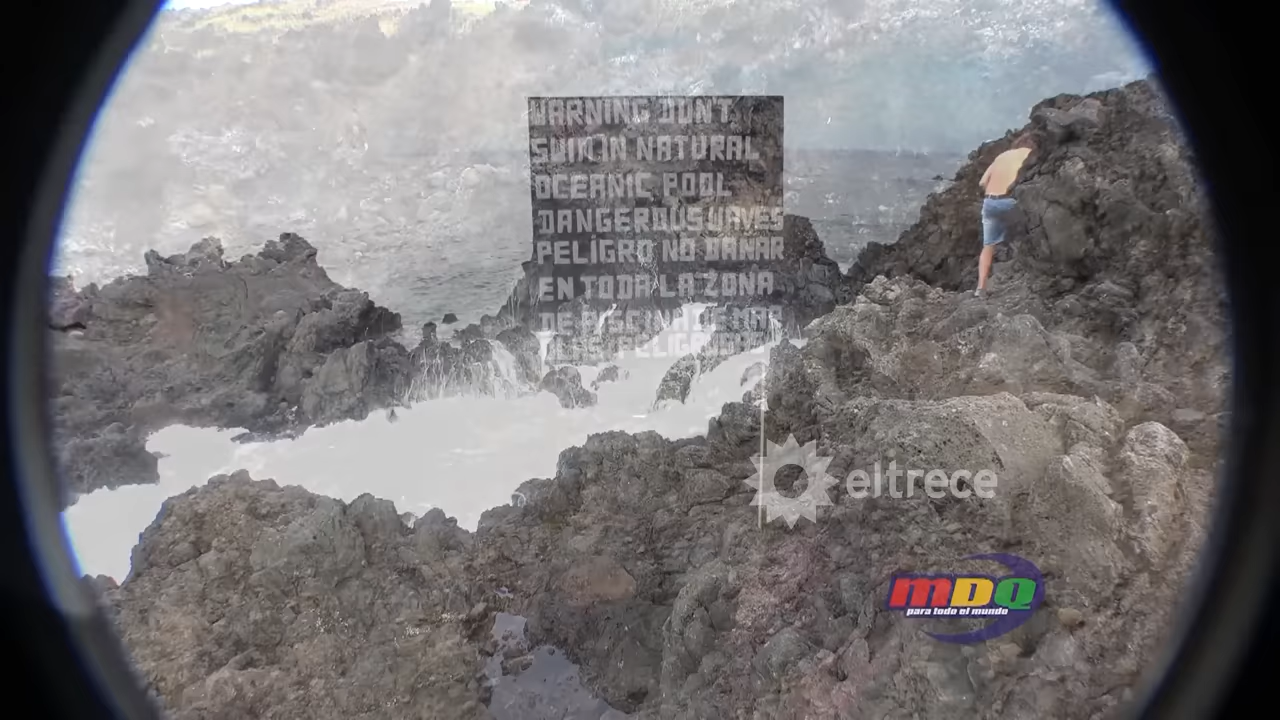 WARNING DONT
SWIM IN NATURAL
OCEANIC POOL
DANGEROUS WAVES
PELIGRO NO BANAR
EN TODA LA ZONA
eltrece
MDQ
para todo el mundo